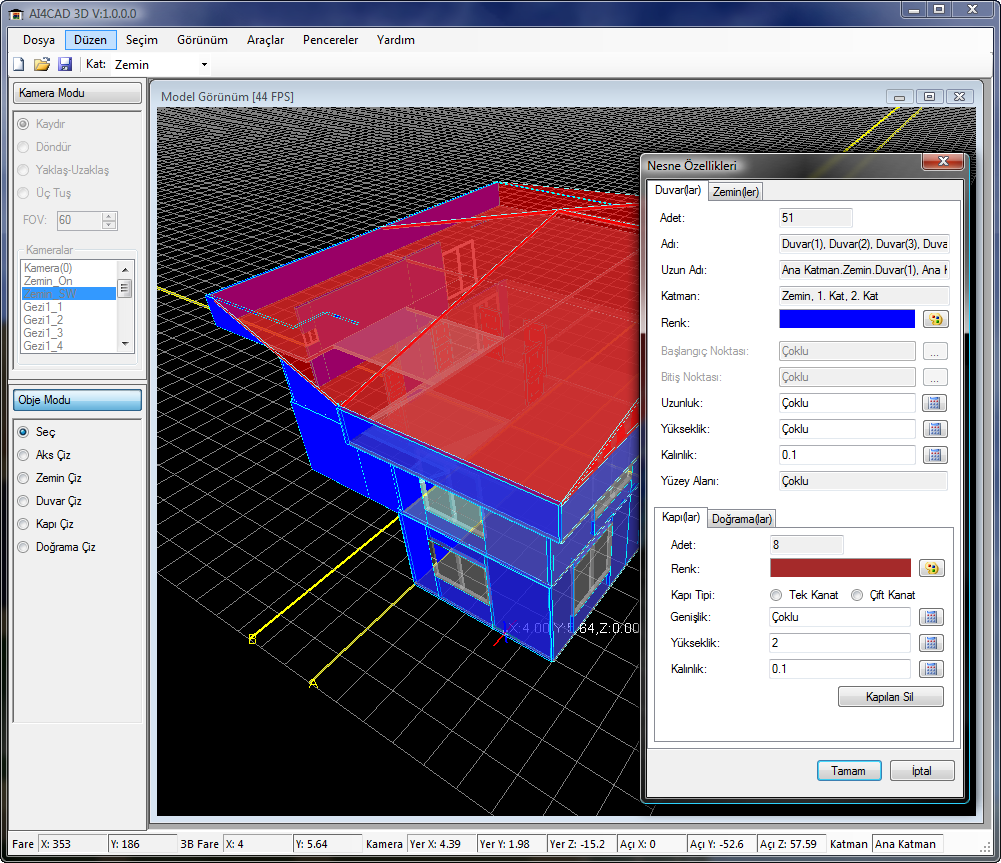 AI4CAD 3D V:1.0.0.0
Dosya Düzen Seçim Görünüm Araçlar Pencereler Yardım
Kat: Zemin
Kamera Modu
Kaydır
Döndür
Yaklaş-Uzaklaş
Üç Tuş
FOV: 60
Kameralar
Kamera(0)
Zemin_On
Gezi1_1
Gezi1_2
Gezi1_3
Gezi1_4
Obje Modu
Seç
Aks Çiz
Zemin Çiz
Duvar Çiz
Kapı Çiz
Doğrama Çiz
Model Görünüm [44 FPS]
B
A
X:4.00,Y:5.64,Z:0.00
Nesne Özellikleri
Duvar(lar) Zemin(ler)
Adet: 51
Adı: Duvar(1), Duvar(2), Duvar(3), Duva
Uzun Adı: Ana Katman.Zemin.Duvar(1), Ana
Katman: Zemin, 1. Kat, 2. Kat
Renk:
Başlangıç Noktası: Çoklu ...
Bitiş Noktası: Çoklu ...
Uzunluk: Çoklu
Yükseklik: Çoklu
Kalınlık: 0.1
Yüzey Alanı: Çoklu
Kapı(lar) Doğrama(lar)
Adet: 8
Renk:
Kapı Tipi: Tek Kanat Çift Kanat
Genişlik: Çoklu
Yükseklik: 2
Kalınlık: 0.1
Kapıları Sil
Tamam İptal
Fare X: 353 Y: 186 3B Fare X: 4 Y: 5.64 Kamera Yer X: 4.39 Yer Y: 1.98 Yer Z: -15.2 Açı X: 0 Açı Y: -52.6 Açı Z: 57.59 Katman Ana Katman